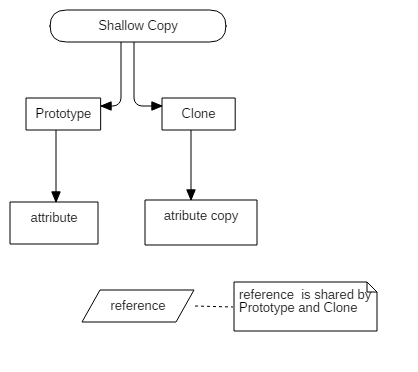 Shallow Copy
Prototype
Clone
attribute
atribute copy
reference
reference  is shared by
Prototype and Clone